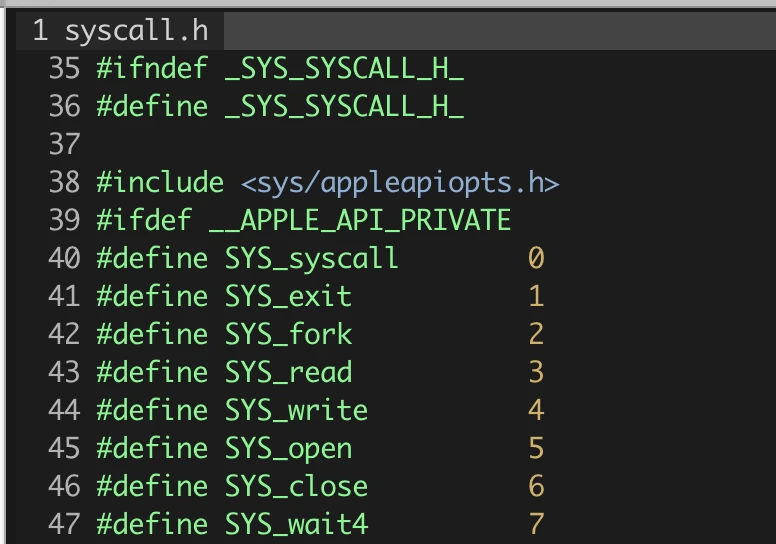 1 syscall.h
35 #ifndef _SYS_SYSCALL_H_
36 #define _SYS_SYSCALL_H_
37
38 #include <sys/appleapiopts.h>
39 #ifdef __APPLE_API_PRIVATE
40 #define SYS_syscall        0
41 #define SYS_exit           1
42 #define SYS_fork           2
43 #define SYS_read           3
44 #define SYS_write          4
45 #define SYS_open           5
46 #define SYS_close          6
47 #define SYS_wait4          7